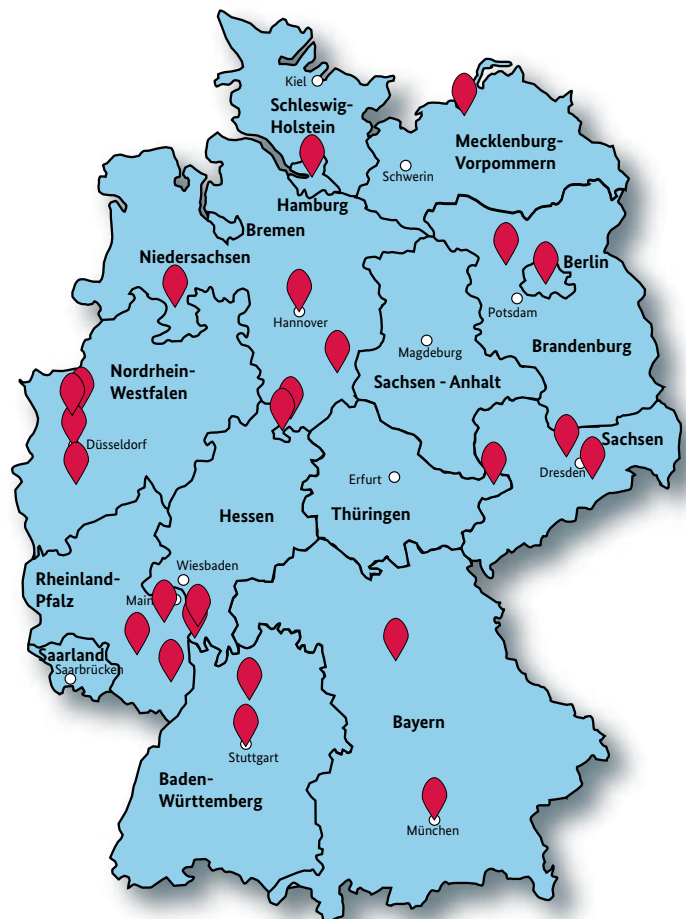 Kiel
Schleswig-
Holstein
Mecklenburg-
Vorpommern
Schwerin
Hamburg
Bremen
Niedersachsen
Berlin
Potsdam
Hannover
Brandenburg
Magdeburg
Nordrhein-
Westfalen
Sachsen - Anhalt
Düsseldorf
Sachsen
Dresden
Erfurt
Thüringen
Hessen
Wiesbaden
Rheinland-
Pfalz
Main
Saarland
Saarbrücken
Bayern
Stuttgart
Baden-
Württemberg
München